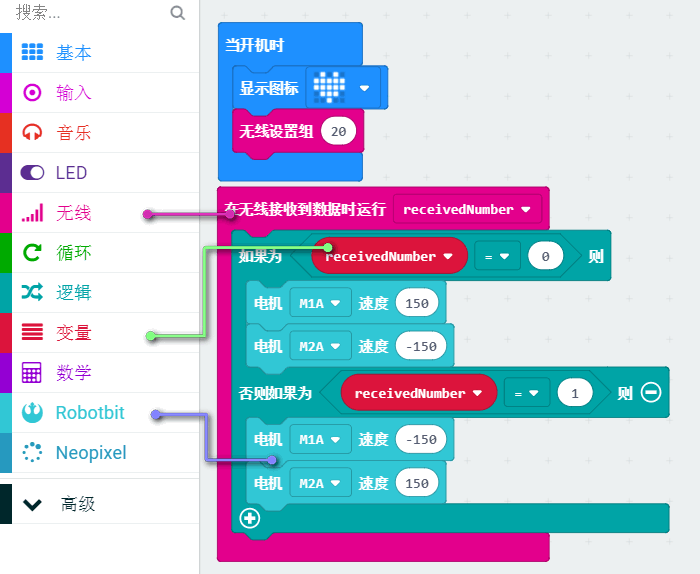 搜索...
基本
输入
音乐
LED
无线
循环
逻辑
变量
数学
Robotbit
Neopixel
高级
当开机时
显示图标
无线设置组 20
在无线接收到数据时运行 receivedNumber
如果为 receivedNumber = 0 则
电机 M1A 速度 150
电机 M2A 速度 -150
否则如果为 receivedNumber = 1 则
电机 M1A 速度 -150
电机 M2A 速度 150